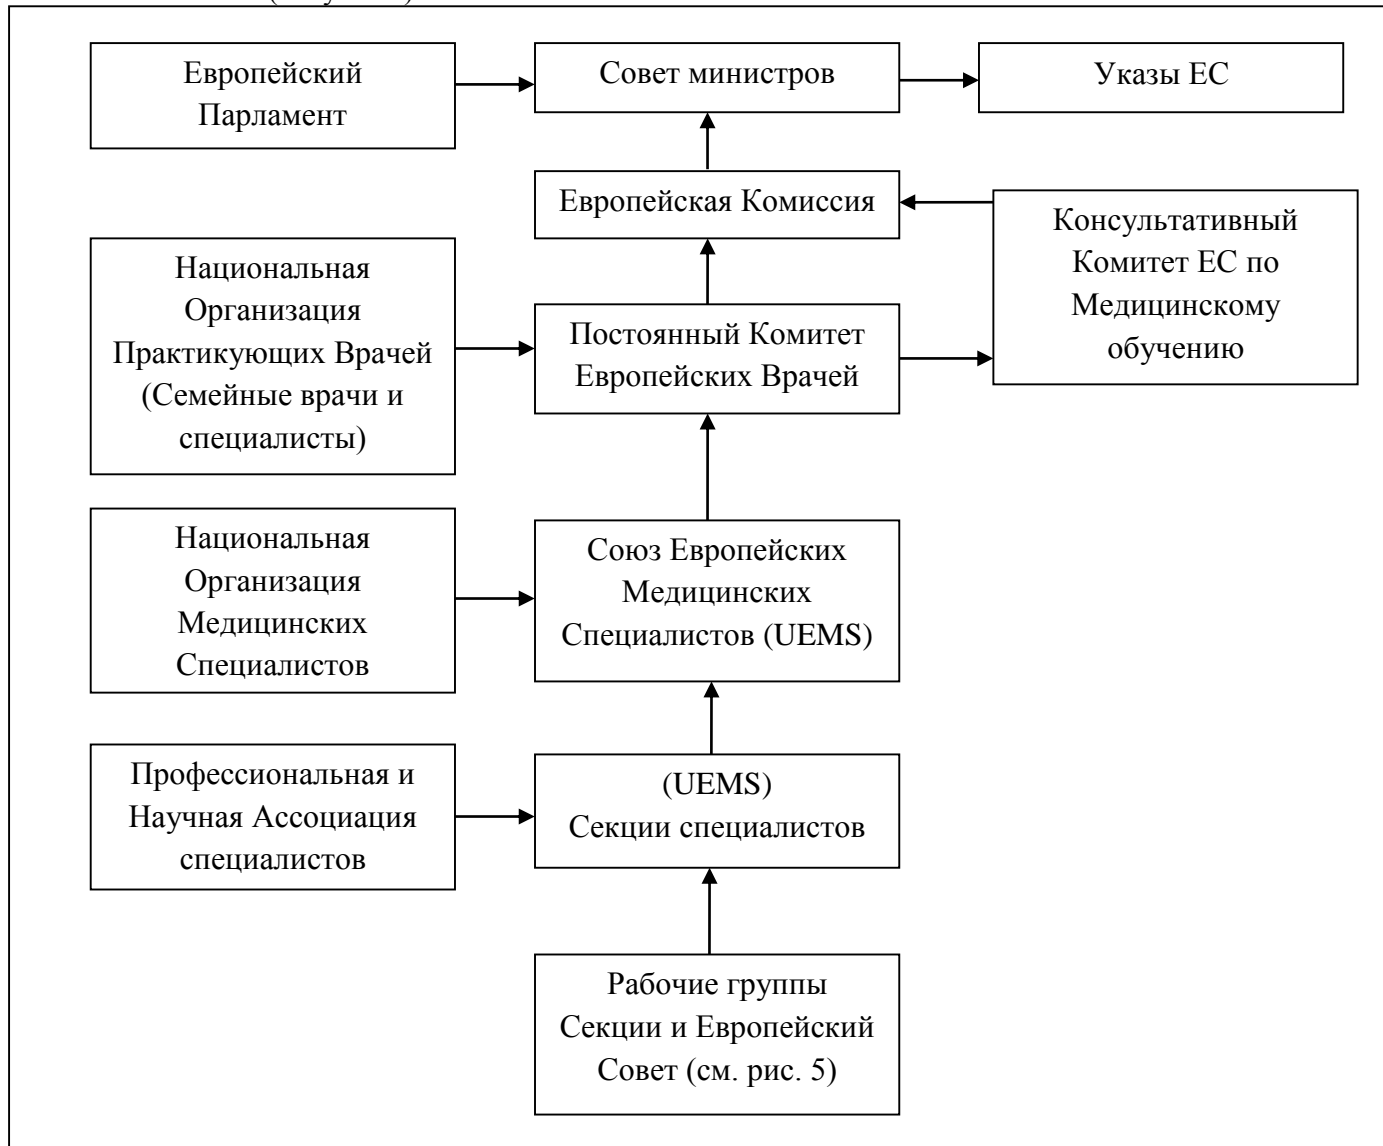 Европейский
Парламент
Совет министров
Указы ЕС
Европейская Комиссия
Консультативный
Комитет ЕС по
Медицинскому
обучению
Национальная
Организация
Практикующих Врачей
(Семейные врачи и
специалисты)
Постоянный Комитет
Европейских Врачей
Национальная
Организация
Медицинских
Специалистов
Союз Европейских
Медицинских
Специалистов (UEMS)
Профессиональная и
Научная Ассоциация
специалистов
(UEMS)
Секции специалистов
Рабочие группы
Секции и Европейский
Совет (см. рис. 5)